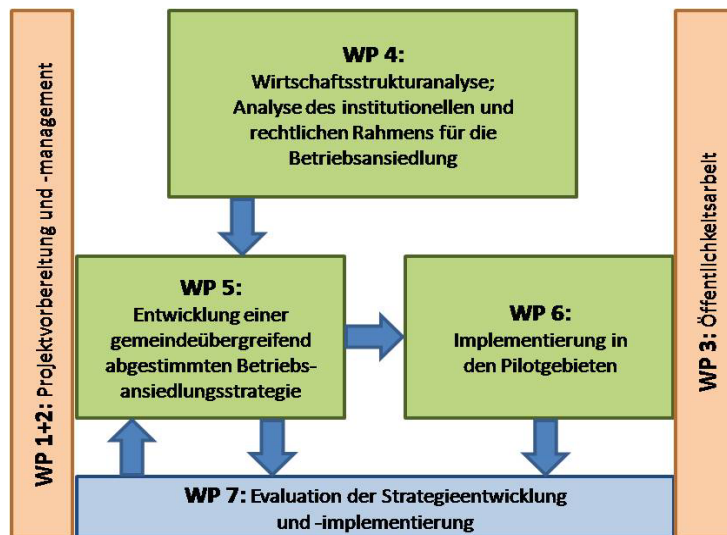 WP 1+2: Projektvorbereitung und -management
WP 4:
Wirtschaftsstrukturanalyse;
Analyse des institutionellen und
rechtlichen Rahmens für die
Betriebsansiedlung
WP 5:
Entwicklung einer
gemeindeübergreifend
abgestimmten Betriebs-
ansiedlungsstrategie
WP 6:
Implementierung in
den Pilotgebieten
WP 7: Evaluation der Strategieentwicklung
und -implementierung
WP 3: Öffentlichkeitsarbeit